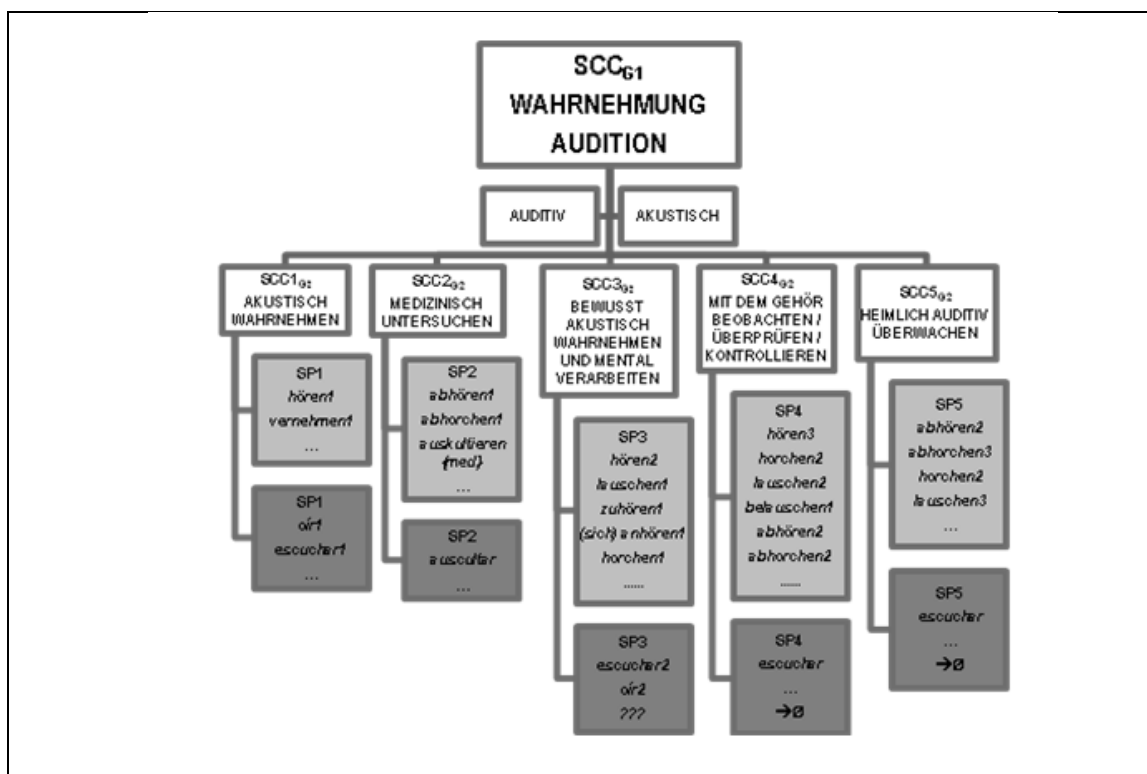 SCCG1
WAHRNEHMUNG
AUDITION
AUDITIV
AKUSTISCH
SCC1G2
AKUSTISCH
WAHRNEHMEN
SP1
hören1
vernehmen1
...
SP1
oír1
escuchar1
...
SCC2G2
MEDIZINISCH
UNTERSUCHEN
SP2
abhören1
abhorchen1
auskultieren
{med}
...
SP2
auscultar
...
SCC3G2
BEWUSST
AKUSTISCH
WAHRNEHMEN
UND MENTAL
VERARBEITEN
SP3
hören2
lauschen1
zuhören1
(sich) anhören1
horchen1
......
SP3
escuchar2
oír2
???
SCC4G2
MIT DEM GEHÖR
BEOBACHTEN /
ÜBERPRÜFEN /
KONTROLLIEREN
SP4
hören3
horchen2
lauschen2
belauschen1
abhören2
abhorchen2
......
SP4
escuchar
...
→Ø
SCC5G2
HEIMLICH AUDITIV
ÜBERWACHEN
SP5
abhören2
abhorchen3
horchen2
lauschen3
...
SP5
escuchar
...
→Ø